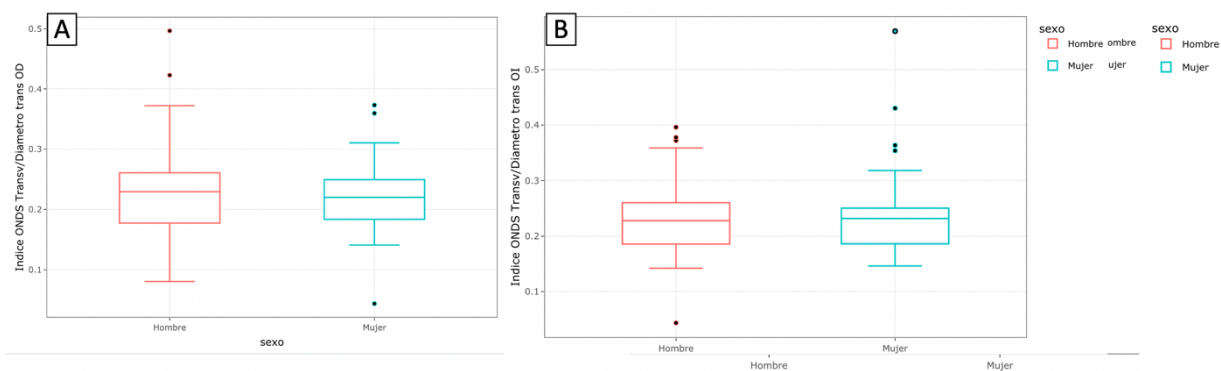 A
Indice ONDS Transv/Diametro trans OD
0.5
0.4
0.3
0.2
0.1
Hombre
Mujer
sexo
B
Indice ONDS Transv/Diametro trans OI
0.5
0.4
0.3
0.2
0.1
Hombre
Mujer
Hombre
Mujer
sexo
Hombre
Mujer
ombre
ujer
sexo
Hombre
Mujer